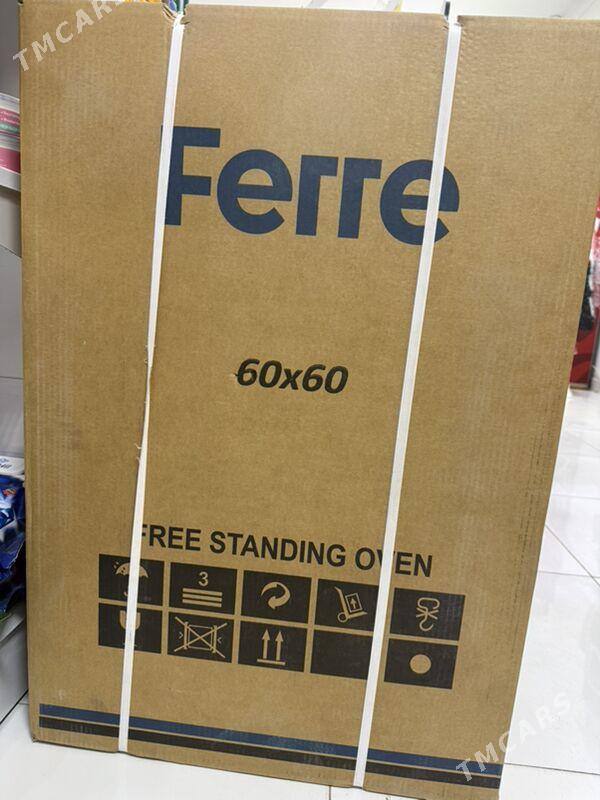 TMCARS
Ferre
60x60
FREE STANDING OVEN
3
TMCARS